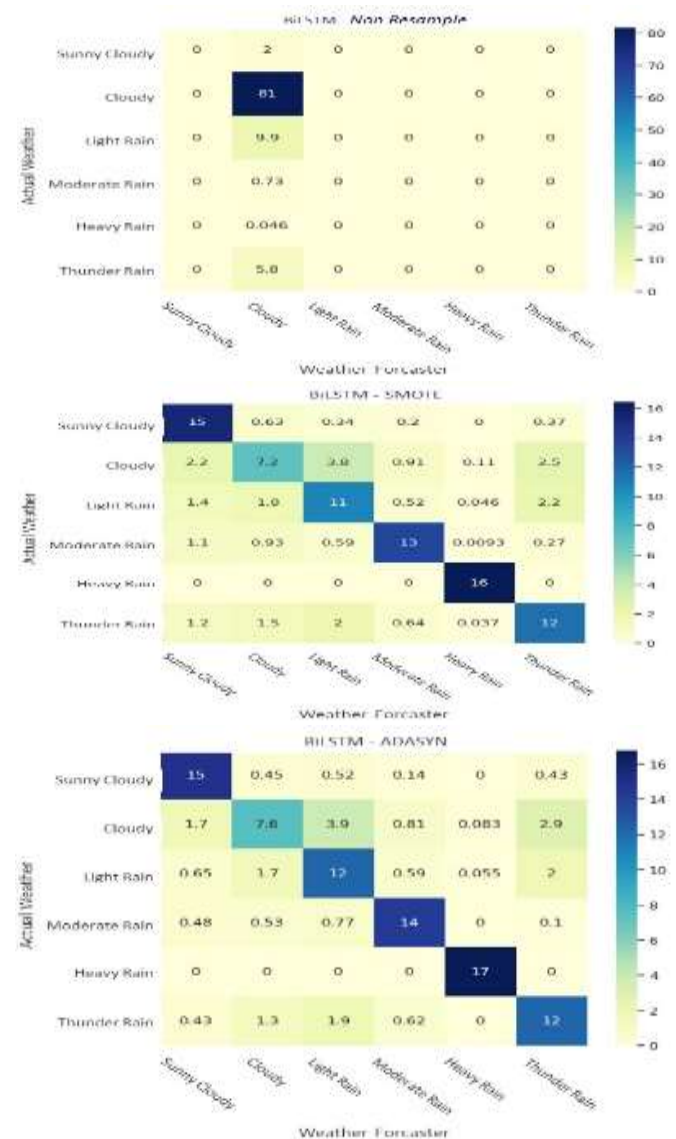 BiLSTM - Non Resample
Actual Weather
Sunny Cloudy 0 2 0 0 0 0
Cloudy 0 81 0 0 0 0
Light Rain 0 9.9 0 0 0 0
Moderate Rain 0 0.73 0 0 0 0
Heavy Rain 0 0.046 0 0 0 0
Thunder Rain 0 5.8 0 0 0 0
80
70
60
50
40
30
20
10
0
Sunny Cloudy Cloudy Light Rain Moderate Rain Heavy Rain Thunder Rain
Weather Forcaster
BiLSTM - SMOTE
Actual Weather
Sunny Cloudy 15 0.63 0.34 0.2 0 0.37
Cloudy 2.2 7.2 3.8 0.91 0.11 2.5
Light Rain 1.4 11 0.52 0.046 2.2
Moderate Rain 1.1 0.93 0.59 13 0.0093 0.27
Heavy Rain 0 0 0 0 16 0
Thunder Rain 1.2 1.5 2 0.64 0.037 12
16
14
12
10
8
6
4
2
0
Sunny Cloudy Cloudy Light Rain Moderate Rain Heavy Rain Thunder Rain
Weather Forcaster
BiLSTM - ADASYN
Actual Weather
Sunny Cloudy 15 0.45 0.52 0.14 0 0.43
Cloudy 1.7 3.9 0.81 0.083 2.9
Light Rain 0.65 1.7 12 0.59 0.055 2
Moderate Rain 0.48 0.53 0.77 14 0 0.1
Heavy Rain 0 0 0 0 17 0
Thunder Rain 0.43 1.3 1.9 0.62 0 12
16
14
12
10
8
6
4
2
0
Sunny Cloudy Cloudy Light Rain Moderate Rain Heavy Rain Thunder Rain
Weather Forcaster